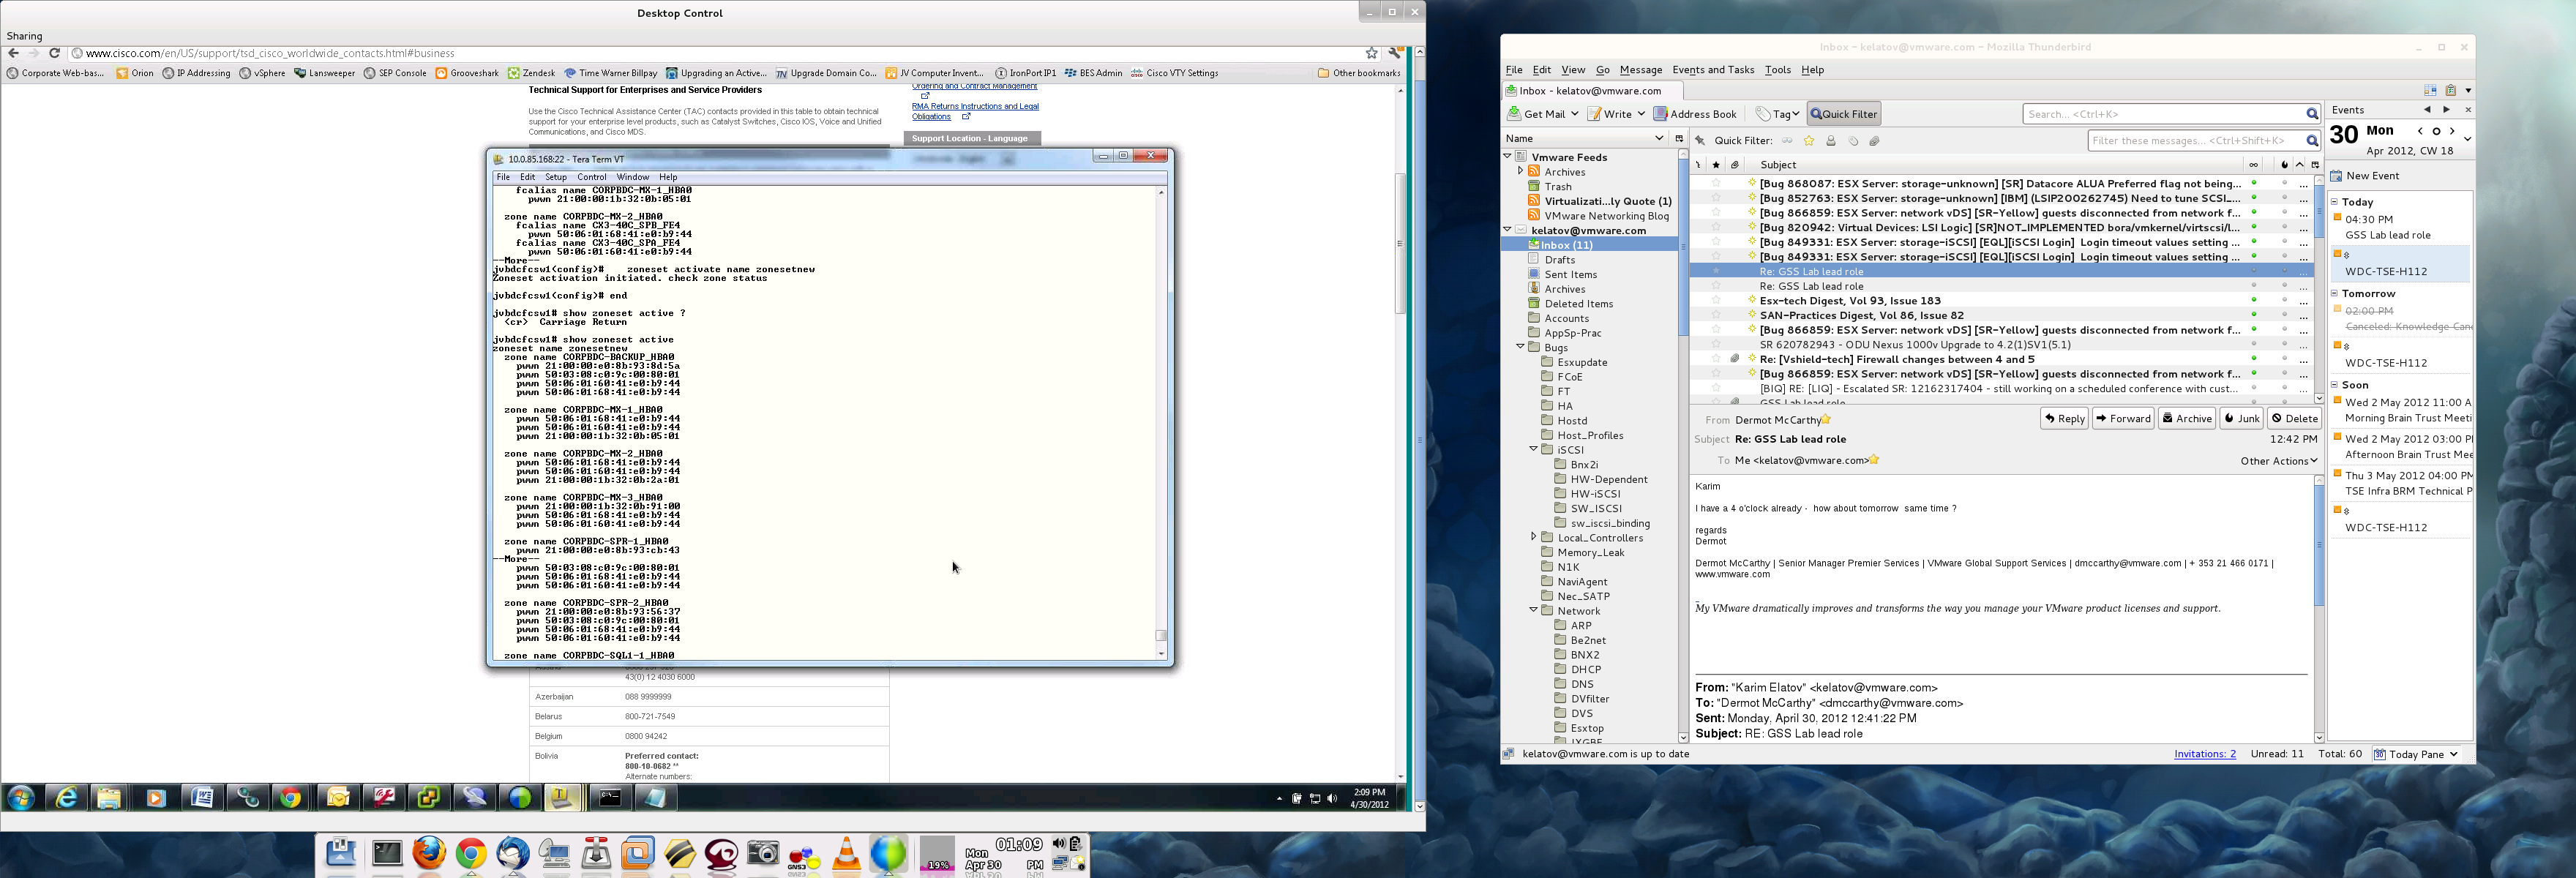 Desktop Control
Sharing
www.cisco.com/en/US/support/tsd_cisco_worldwide_contacts.html#business
Corporate Web-bas... Orion IP Addressing vSphere Lansweeper SEP Console Grooveshark Zendesk Time Warner Billpay Upgrading an Active... Upgrade Domain Co... JV Computer Invent... IronPort IP1 BES Admin Cisco VTY Settings Other bookmarks
Technical Support for Enterprises and Service Providers
Use the Cisco Technical Assistance Center (TAC) contacts provided in this table to obtain technical
support for your enterprise level products, such as Catalyst Switches, Cisco IOS, Voice and Unified
Communications, and Cisco MDS.
Ordering and Contract Management
RMA Returns Instructions and Legal
Obligations
Support Location - Language
10.0.85.168:22 - Tera Term VT
File Edit Setup Control Window Help
fcalias name CORPBDC-MX-1_HBA0
pwwn 21:00:00:1b:32:0b:05:01
zone name CORPBDC-MX-2_HBA0
fcalias name CX3-40C_SPB_FE4
pwwn 50:06:01:68:41:e0:b9:44
fcalias name CX3-40C_SPA_FE4
pwwn 50:06:01:60:41:e0:b9:44
--More--
jvbdcfcsw1(config)# zoneset activate name zonesetnew
Zoneset activation initiated. check zone status
jvbdcfcsw1(config)# end
jvbdcfcsw1# show zoneset active ?
<cr> Carriage Return
jvbdcfcsw1# show zoneset active
zoneset name zonesetnew
zone name CORPBDC-BACKUP_HBA0
pwwn 21:00:00:e0:8b:93:8d:5a
pwwn 50:03:08:c0:9c:00:80:01
pwwn 50:06:01:60:41:e0:b9:44
pwwn 50:06:01:68:41:e0:b9:44
zone name CORPBDC-MX-1_HBA0
pwwn 50:06:01:68:41:e0:b9:44
pwwn 50:06:01:60:41:e0:b9:44
pwwn 21:00:00:1b:32:0b:05:01
zone name CORPBDC-MX-2_HBA0
pwwn 50:06:01:68:41:e0:b9:44
pwwn 50:06:01:60:41:e0:b9:44
pwwn 21:00:00:1b:32:0b:2a:01
zone name CORPBDC-MX-3_HBA0
pwwn 21:00:00:1b:32:0b:91:00
pwwn 50:06:01:60:41:e0:b9:44
pwwn 50:06:01:68:41:e0:b9:44
zone name CORPBDC-SPR-1_HBA0
pwwn 21:00:00:e0:8b:93:cb:43
--More--
pwwn 50:03:08:c0:9c:00:80:01
pwwn 50:06:01:68:41:e0:b9:44
pwwn 50:06:01:60:41:e0:b9:44
zone name CORPBDC-SPR-2_HBA0
pwwn 21:00:00:e0:8b:93:56:37
pwwn 50:03:08:c0:9c:00:80:01
pwwn 50:06:01:68:41:e0:b9:44
pwwn 50:06:01:60:41:e0:b9:44
zone name CORPBDC-SQL1-1_HBA0
43(0) 12 4030 6000
Azerbaijan 088 9999999
Belarus 800-721-7549
Belgium 0800 94242
Bolivia Preferred contact:
800-10-0682 **
Alternate numbers:
2:09 PM
4/30/2012
GNS3
19%
Mon
Apr 30
01:09
PM
Inbox - kelatov@vmware.com - Mozilla Thunderbird
File Edit View Go Message Events and Tasks Tools Help
Inbox - kelatov@vmware.com
Get Mail Write Address Book Tag Quick Filter Search... <Ctrl+K>
Name
Quick Filter: Filter these messages... <Ctrl+Shift+K>
Subject
Vmware Feeds
Archives
Trash
Virtualizati...ly Quote (1)
VMware Networking Blog
kelatov@vmware.com
Inbox (11)
Drafts
Sent Items
Archives
Deleted Items
Accounts
AppSp-Prac
Bugs
Esxupdate
FCoE
FT
HA
Hostd
Host_Profiles
iSCSI
Bnx2i
HW-Dependent
HW-iSCSI
SW_ISCSI
sw_iscsi_binding
Local_Controllers
Memory_Leak
N1K
NaviAgent
Nec_SATP
Network
ARP
Be2net
BNX2
DHCP
DNS
DVfilter
DVS
Esxtop
IXGBE
[Bug 868087: ESX Server: storage-unknown] [SR] Datacore ALUA Preferred flag not being...
[Bug 852763: ESX Server: storage-unknown] [IBM] (LSIP200262745) Need to tune SCSI_...
[Bug 866859: ESX Server: network vDS] [SR-Yellow] guests disconnected from network f...
[Bug 820942: Virtual Devices: LSI Logic] [SR]NOT_IMPLEMENTED bora/vmkernel/virtscsi/l...
[Bug 849331: ESX Server: storage-iSCSI] [EQL][iSCSI Login] Login timeout values setting ...
[Bug 849331: ESX Server: storage-iSCSI] [EQL][iSCSI Login] Login timeout values setting ...
Re: GSS Lab lead role
Re: GSS Lab lead role
Esx-tech Digest, Vol 93, Issue 183
SAN-Practices Digest, Vol 86, Issue 82
[Bug 866859: ESX Server: network vDS] [SR-Yellow] guests disconnected from network f...
SR 620782943 - ODU Nexus 1000v Upgrade to 4.2(1)SV1(5.1)
Re: [Vshield-tech] Firewall changes between 4 and 5
[Bug 866859: ESX Server: network vDS] [SR-Yellow] guests disconnected from network f...
[BIQ] RE: [LIQ] - Escalated SR: 12162317404 - still working on a scheduled conference with cust...
GSS Lab lead role
From Dermot McCarthy
Reply Forward Archive Junk Delete
Subject Re: GSS Lab lead role 12:42 PM
To Me <kelatov@vmware.com> Other Actions
Karim
I have a 4 o'clock already - how about tomorrow same time ?
regards
Dermot
Dermot McCarthy | Senior Manager Premier Services | VMware Global Support Services | dmccarthy@vmware.com | + 353 21 466 0171 |
www.vmware.com
My VMware dramatically improves and transforms the way you manage your VMware product licenses and support.
From: "Karim Elatov" <kelatov@vmware.com>
To: "Dermot McCarthy" <dmccarthy@vmware.com>
Sent: Monday, April 30, 2012 12:41:22 PM
Subject: RE: GSS Lab lead role
Events
30 Mon
Apr 2012, CW 18
New Event
Today
04:30 PM
GSS Lab lead role
WDC-TSE-H112
Tomorrow
02:00 PM
Canceled: Knowledge Can
WDC-TSE-H112
Soon
Wed 2 May 2012 11:00 A
Morning Brain Trust Meeti
Wed 2 May 2012 03:00 P
Afternoon Brain Trust Mee
Thu 3 May 2012 04:00 PM
TSE Infra BRM Technical P
WDC-TSE-H112
kelatov@vmware.com is up to date
Invitations: 2 Unread: 11 Total: 60 Today Pane